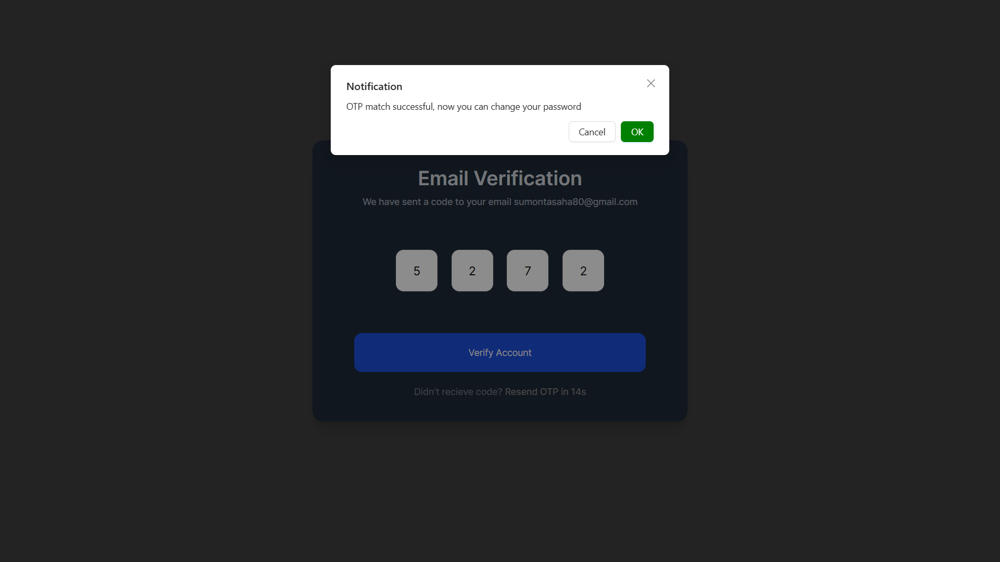 Notification
OTP match successful, now you can change your password
Cancel OK
Email Verification
We have sent a code to your email sumontasaha80@gmail.com
5 2 7 2
Verify Account
Didn't recieve code? Resend OTP in 14s